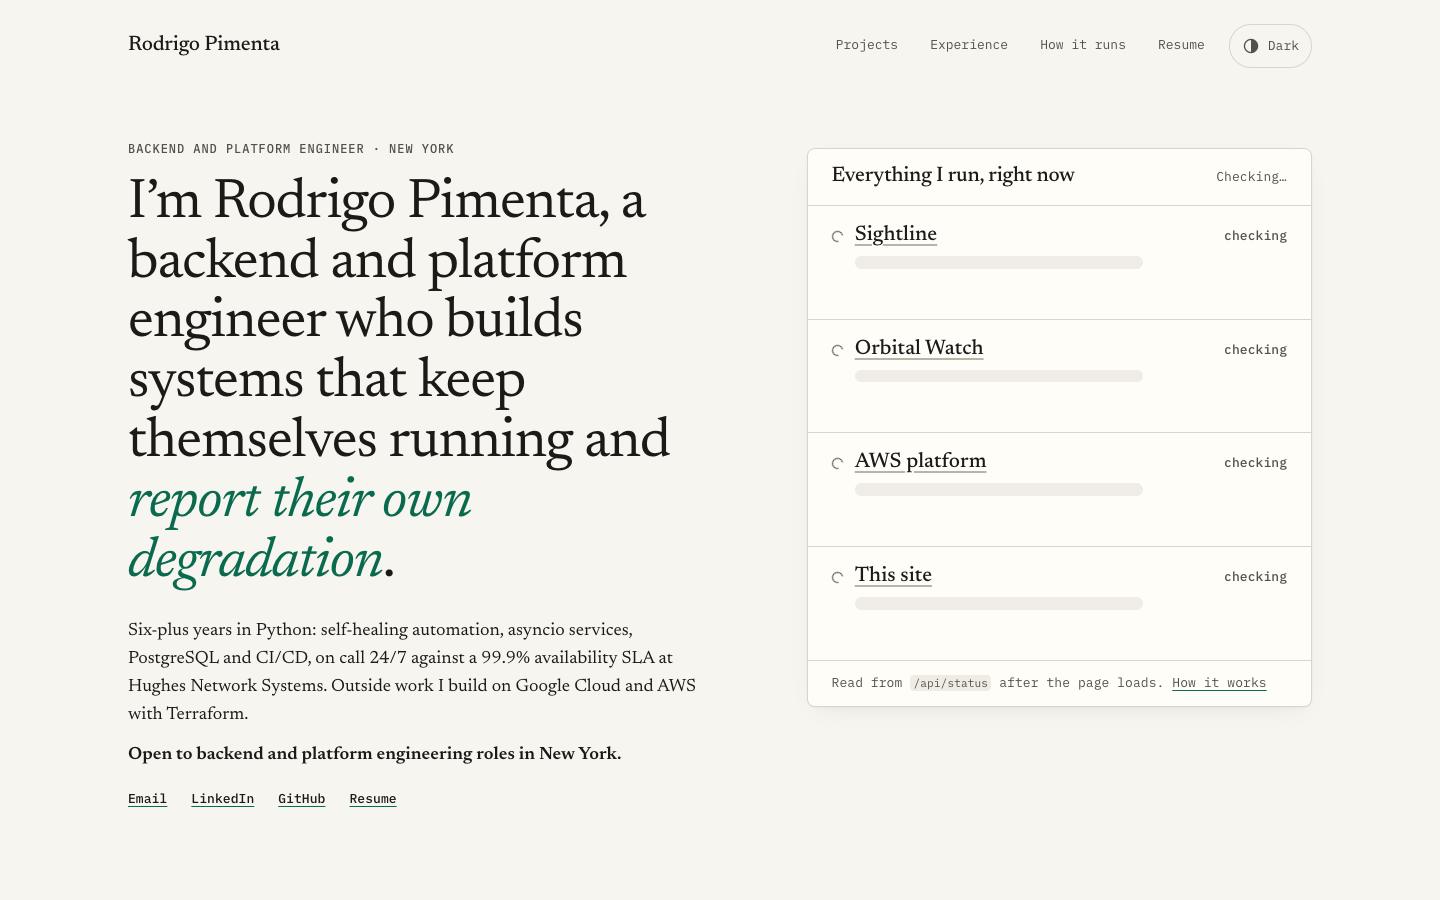 Rodrigo Pimenta
Projects Experience How it runs Resume Dark
BACKEND AND PLATFORM ENGINEER · NEW YORK
I’m Rodrigo Pimenta, a
backend and platform
engineer who builds
systems that keep
themselves running and
report their own
degradation.
Six-plus years in Python: self-healing automation, asyncio services,
PostgreSQL and CI/CD, on call 24/7 against a 99.9% availability SLA at
Hughes Network Systems. Outside work I build on Google Cloud and AWS
with Terraform.
Open to backend and platform engineering roles in New York.
Email LinkedIn GitHub Resume
Everything I run, right now Checking…
Sightline checking
Orbital Watch checking
AWS platform checking
This site checking
Read from /api/status after the page loads. How it works